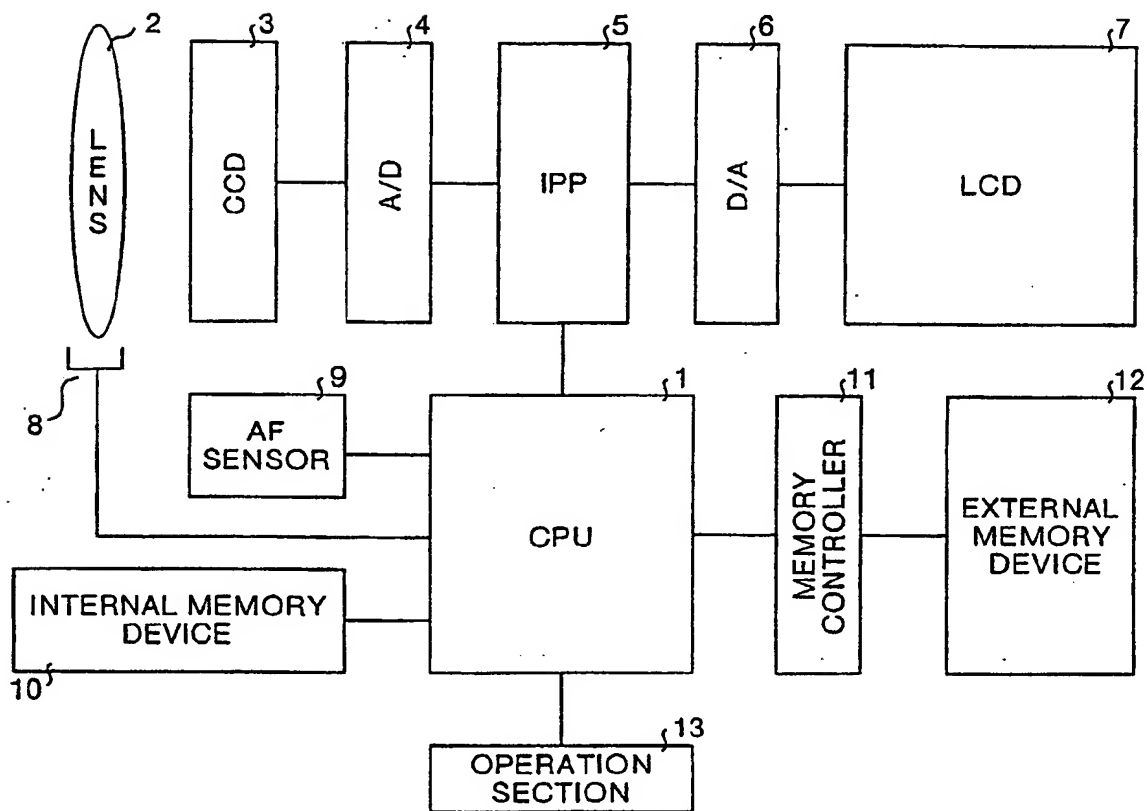 2
3
4
5
6
7
LENS
CCD
A/D
IPP
D/A
LCD
8
9
1
11
12
AF
SENSOR
CPU
MEMORY
CONTROLLER
EXTERNAL
MEMORY
DEVICE
INTERNAL MEMORY
DEVICE
10
13
OPERATION
SECTION